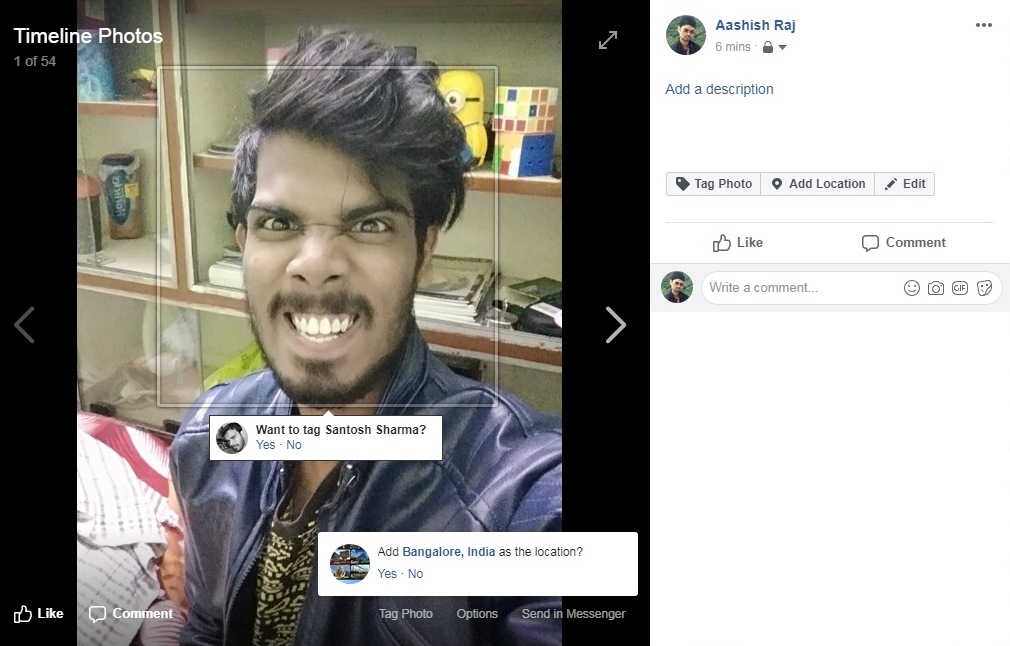 Timeline Photos
1 of 54
Want to tag Santosh Sharma?
Yes · No
Add Bangalore, India as the location?
Yes · No
Like Comment Tag Photo Options Send in Messenger
Aashish Raj
6 mins ·
Add a description
Tag Photo Add Location Edit
Like Comment
Write a comment... GIF